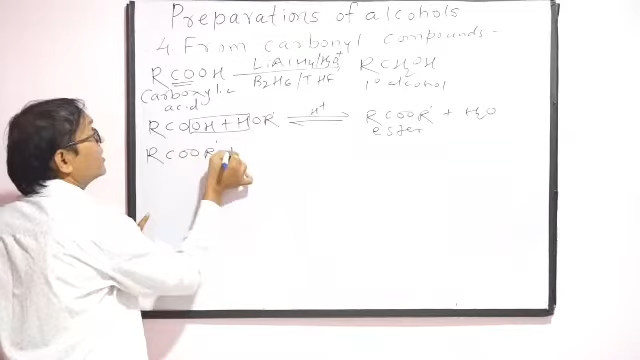 Preparations of alcohols
4 From carbonyl compounds -
RCOOH LiAlH4/H3O+ RCH2OH
Carboxylic acid B2H6/THF 1° alcohol
RCOOH + HOR' H+ RCOOR' + H2O
ester
RCOOR' +